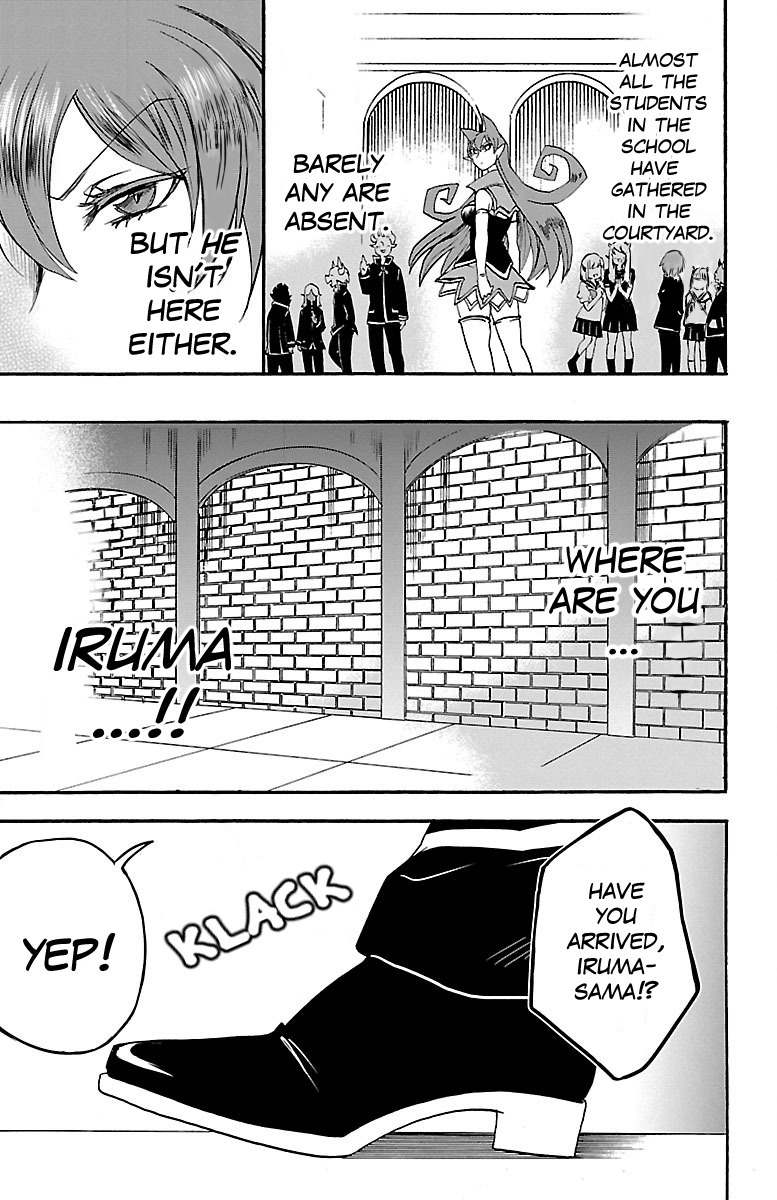 ALMOST
ALL THE
STUDENTS
IN THE
SCHOOL
HAVE
GATHERED
IN THE
COURTYARD.
BARELY
ANY ARE
ABSENT.
BUT HE
ISN'T
HERE
EITHER.
WHERE
ARE YOU
...
IRUMA
.....!!
HAVE
YOU
ARRIVED,
IRUMA-
SAMA!?
KLACK
YEP!